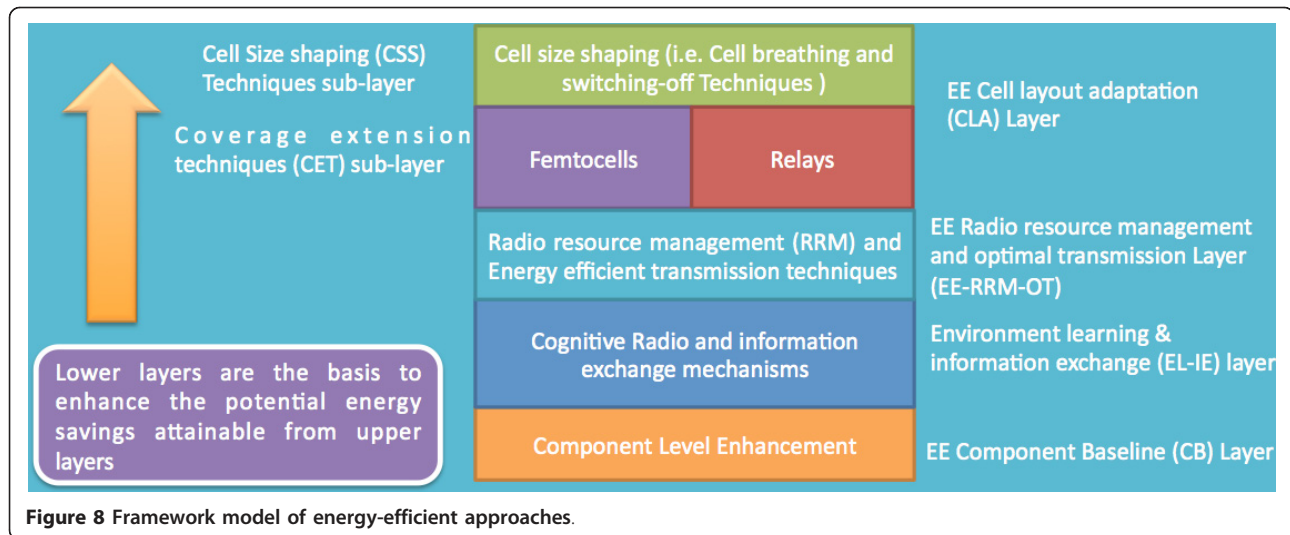 Cell Size shaping (CSS)
Techniques sub-layer
Coverage extension
techniques (CET) sub-layer
Lower layers are the basis to
enhance the potential energy
savings attainable from upper
layers
Cell size shaping (i.e. Cell breathing and
switching-off Techniques )
Femtocells
Relays
Radio resource management (RRM) and
Energy efficient transmission techniques
Cognitive Radio and information
exchange mechanisms
Component Level Enhancement
EE Cell layout adaptation
(CLA) Layer
EE Radio resource management
and optimal transmission Layer
(EE-RRM-OT)
Environment learning &
information exchange (EL-IE) layer
EE Component Baseline (CB) Layer
Figure 8 Framework model of energy-efficient approaches.